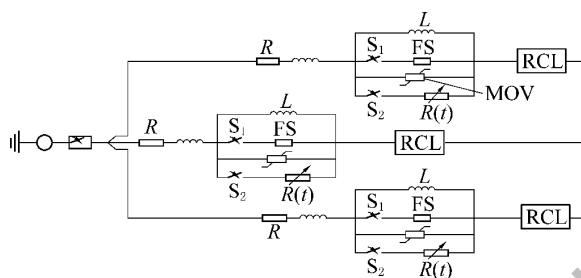 L
R S₁ FS RCL
MOV
S₂ R(t)
L
R S₁ FS RCL
S₂ R(t)
L
R S₁ FS RCL
S₂ R(t)